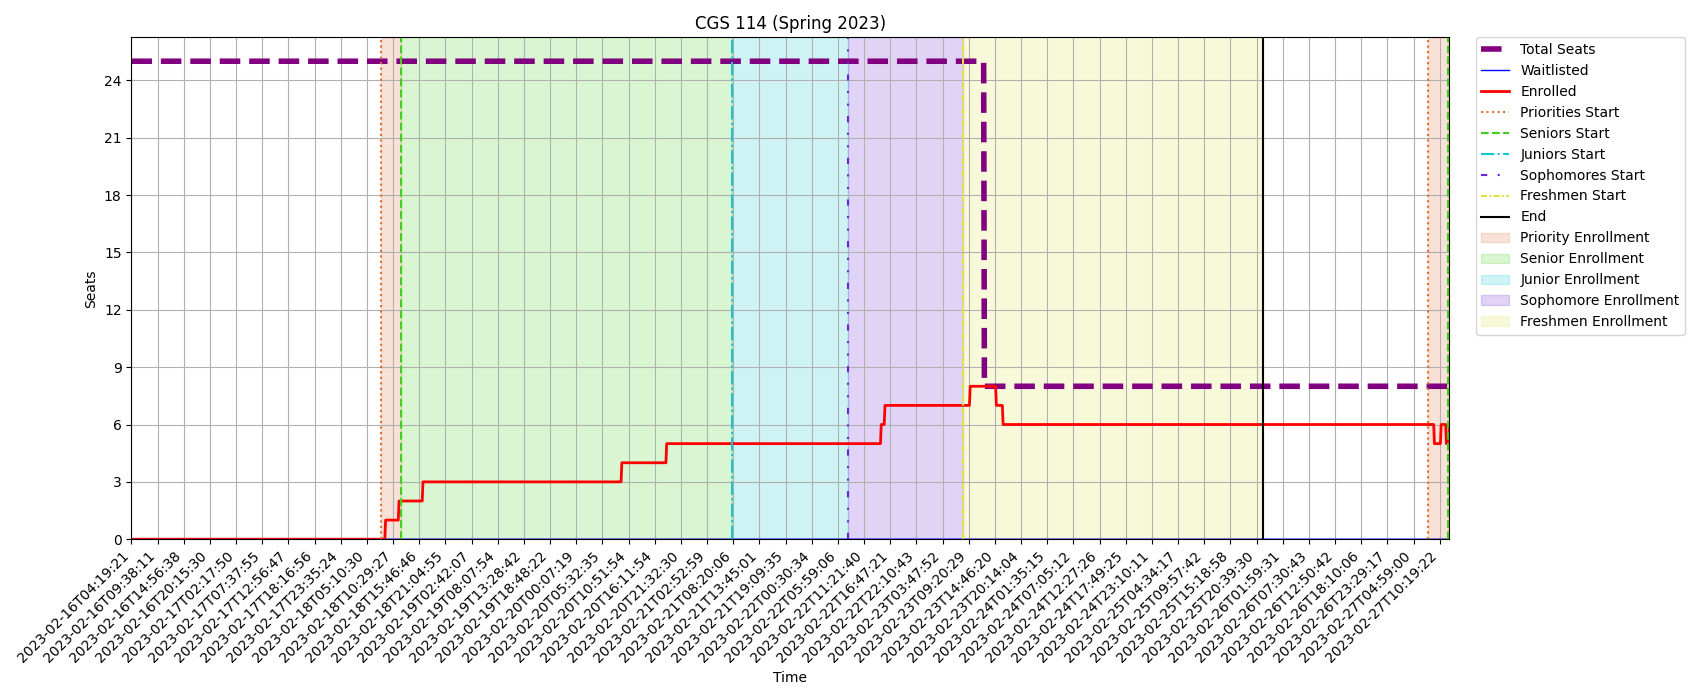 CGS 114 (Spring 2023)
Seats
24
21
18
15
12
9
6
3
0
2023-02-16T04:19:21
2023-02-16T09:38:11
2023-02-16T14:56:38
2023-02-16T20:15:30
2023-02-17T02:17:50
2023-02-17T07:37:55
2023-02-17T12:56:47
2023-02-17T18:16:56
2023-02-17T23:35:24
2023-02-18T05:10:30
2023-02-18T10:29:27
2023-02-18T15:46:46
2023-02-18T21:04:55
2023-02-19T02:42:07
2023-02-19T08:07:54
2023-02-19T13:28:42
2023-02-19T18:48:22
2023-02-20T00:07:19
2023-02-20T05:32:35
2023-02-20T10:51:54
2023-02-20T16:11:54
2023-02-20T21:32:30
2023-02-21T02:52:59
2023-02-21T08:20:06
2023-02-21T13:45:01
2023-02-21T19:09:35
2023-02-22T00:30:34
2023-02-22T05:59:06
2023-02-22T11:21:40
2023-02-22T16:47:21
2023-02-22T22:10:43
2023-02-23T03:47:52
2023-02-23T09:20:29
2023-02-23T14:46:20
2023-02-23T20:14:04
2023-02-24T01:35:15
2023-02-24T07:05:12
2023-02-24T12:27:26
2023-02-24T17:49:25
2023-02-24T23:10:11
2023-02-25T04:34:17
2023-02-25T09:57:42
2023-02-25T15:18:58
2023-02-25T20:39:30
2023-02-26T01:59:31
2023-02-26T07:30:43
2023-02-26T12:50:42
2023-02-26T18:10:06
2023-02-26T23:29:17
2023-02-27T04:59:00
2023-02-27T10:19:22
Time
Total Seats
Waitlisted
Enrolled
Priorities Start
Seniors Start
Juniors Start
Sophomores Start
Freshmen Start
End
Priority Enrollment
Senior Enrollment
Junior Enrollment
Sophomore Enrollment
Freshmen Enrollment